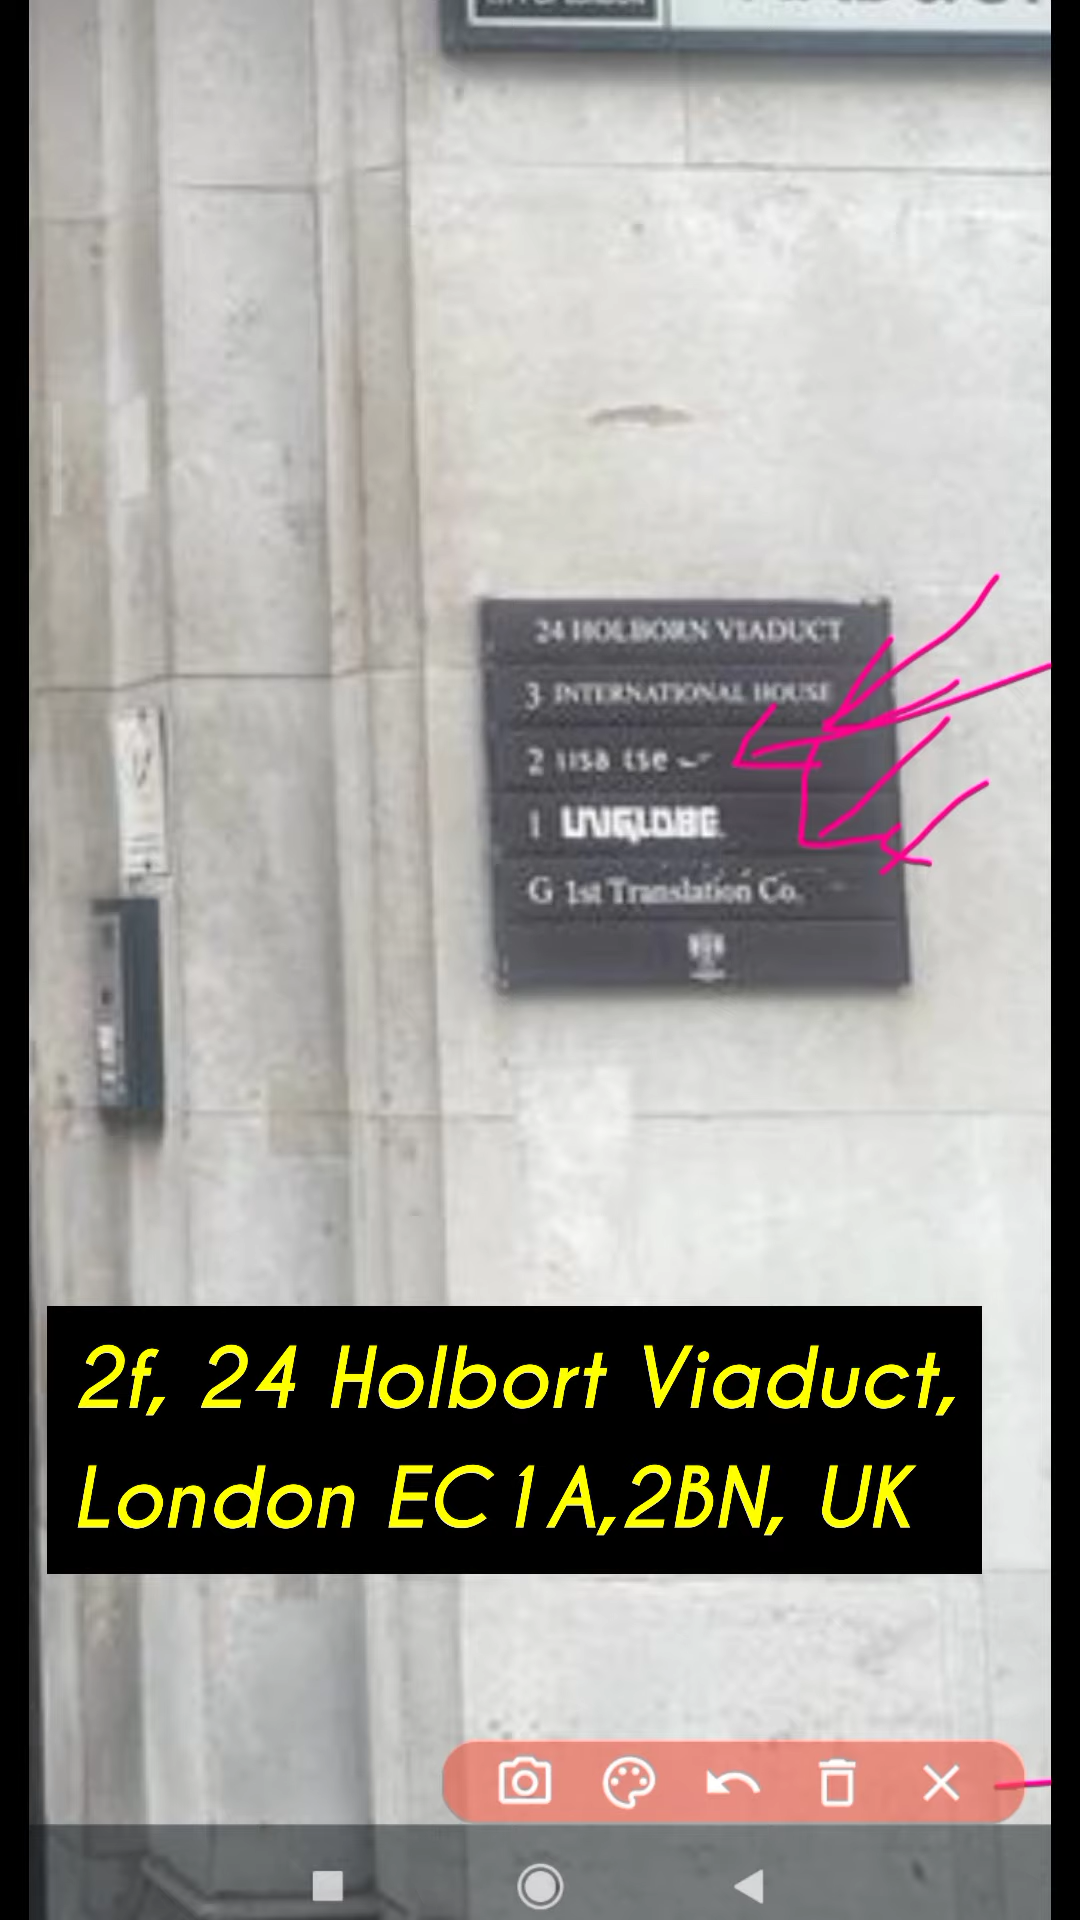 24 HOLBORN VIADUCT
3 INTERNATIONAL HOUSE
2
1 UNIGLOBE
G 1st Translation Co.
2f, 24 Holbort Viaduct,
London EC1A,2BN, UK